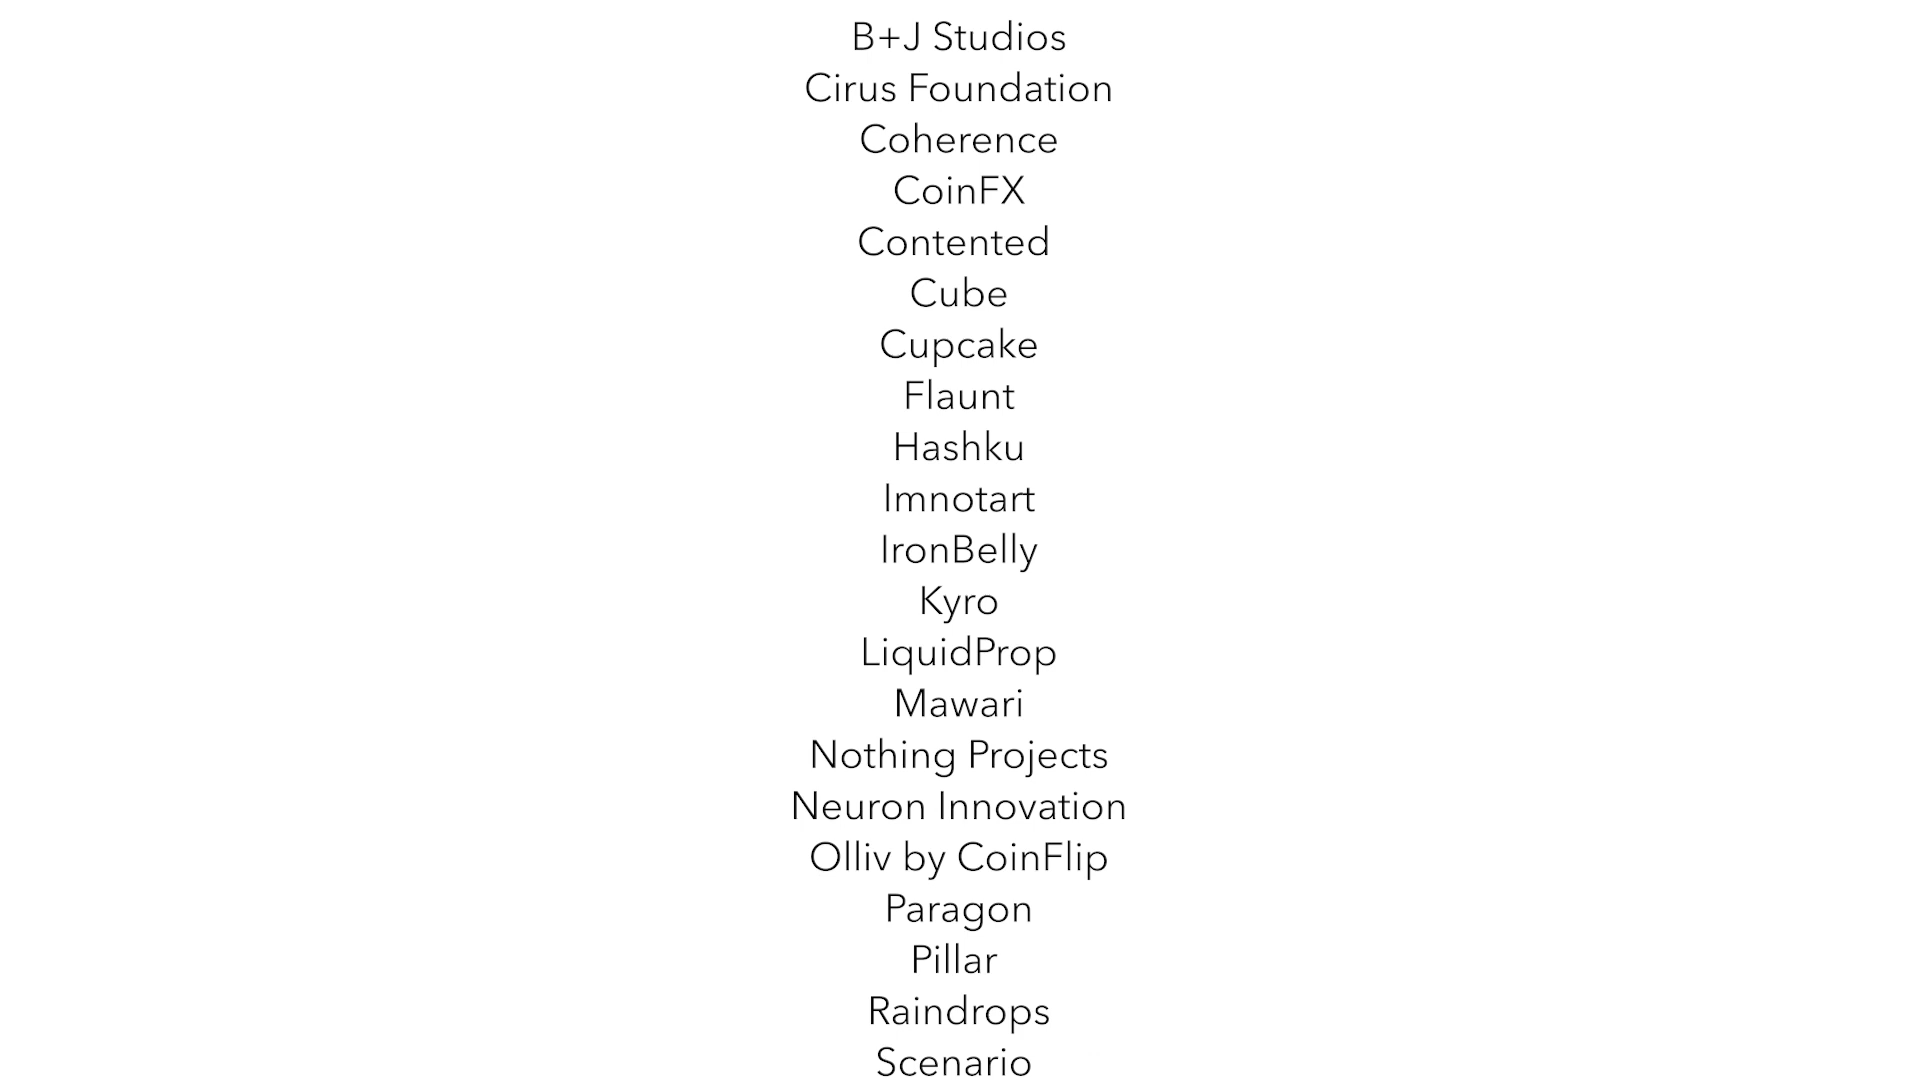 B+J Studios
Cirus Foundation
Coherence
CoinFX
Contented
Cube
Cupcake
Flaunt
Hashku
Imnotart
IronBelly
Kyro
LiquidProp
Mawari
Nothing Projects
Neuron Innovation
Olliv by CoinFlip
Paragon
Pillar
Raindrops
Scenario